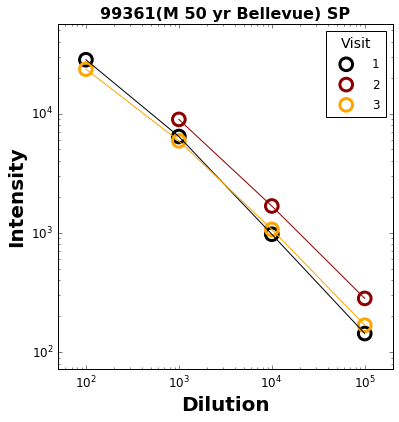 99361(M 50 yr Bellevue) SP
Visit
1
2
3
Intensity
10⁴
10³
10²
10² 10³ 10⁴ 10⁵
Dilution